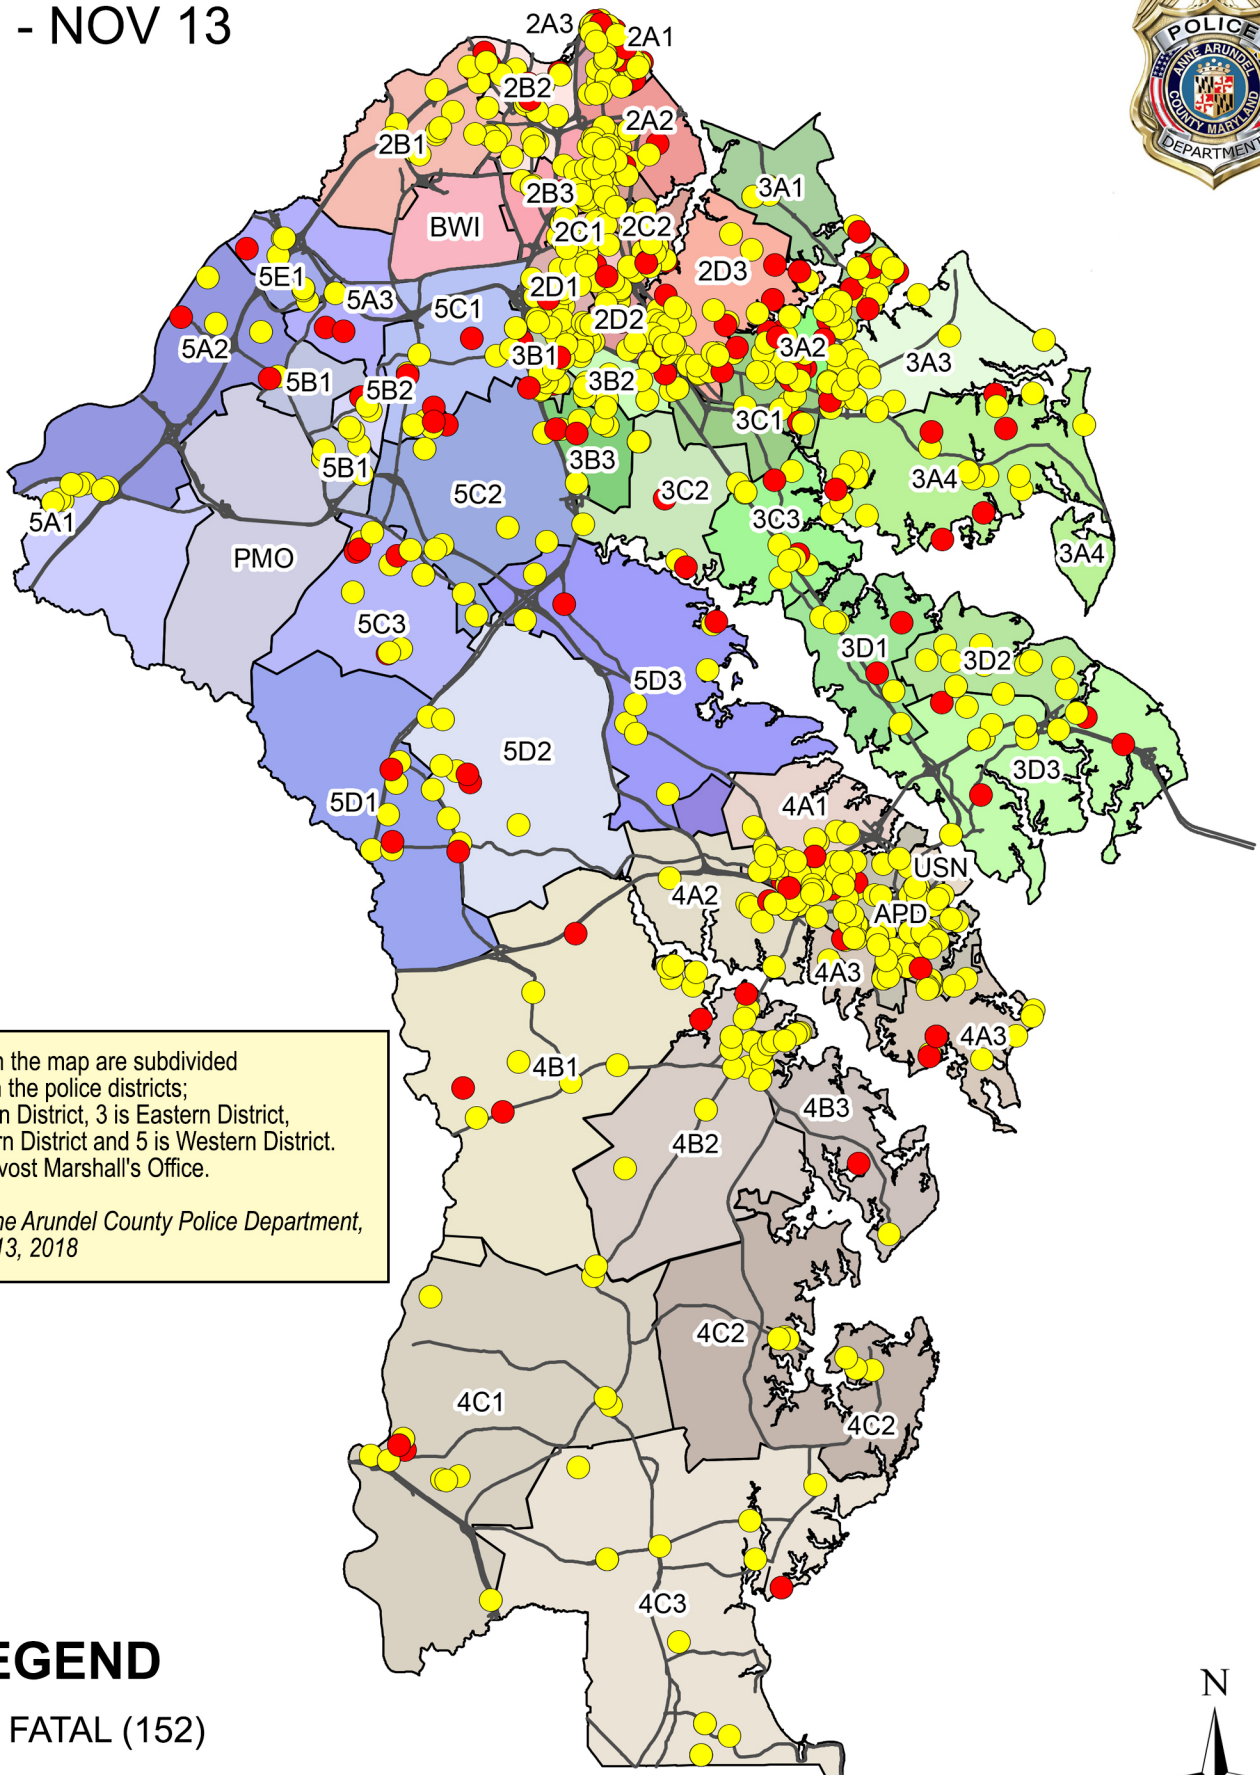 - NOV 13
POLICE
ANNE ARUNDEL
COUNTY MARYLAND
DEPARTMENT
2A3
2A1
2B2
2A2
2B1
3A1
2B3
BWI
2C1
2C2
2D3
5E1
2D1
5A3
5C1
2D2
5A2
3B1
3A2
3A3
5B1
5B2
3B2
3C1
5B1
3B3
3A4
5C2
3C2
5A1
3C3
PMO
3A4
5C3
3D1
3D2
5D3
5D2
3D3
5D1
4A1
USN
4A2
APD
4A3
4A3
4B1
4B3
4B2
4C2
4C1
4C2
4C3
n the map are subdivided
n the police districts;
n District, 3 is Eastern District,
rn District and 5 is Western District.
vost Marshall's Office.
ne Arundel County Police Department,
13, 2018
EGEND
FATAL (152)
N